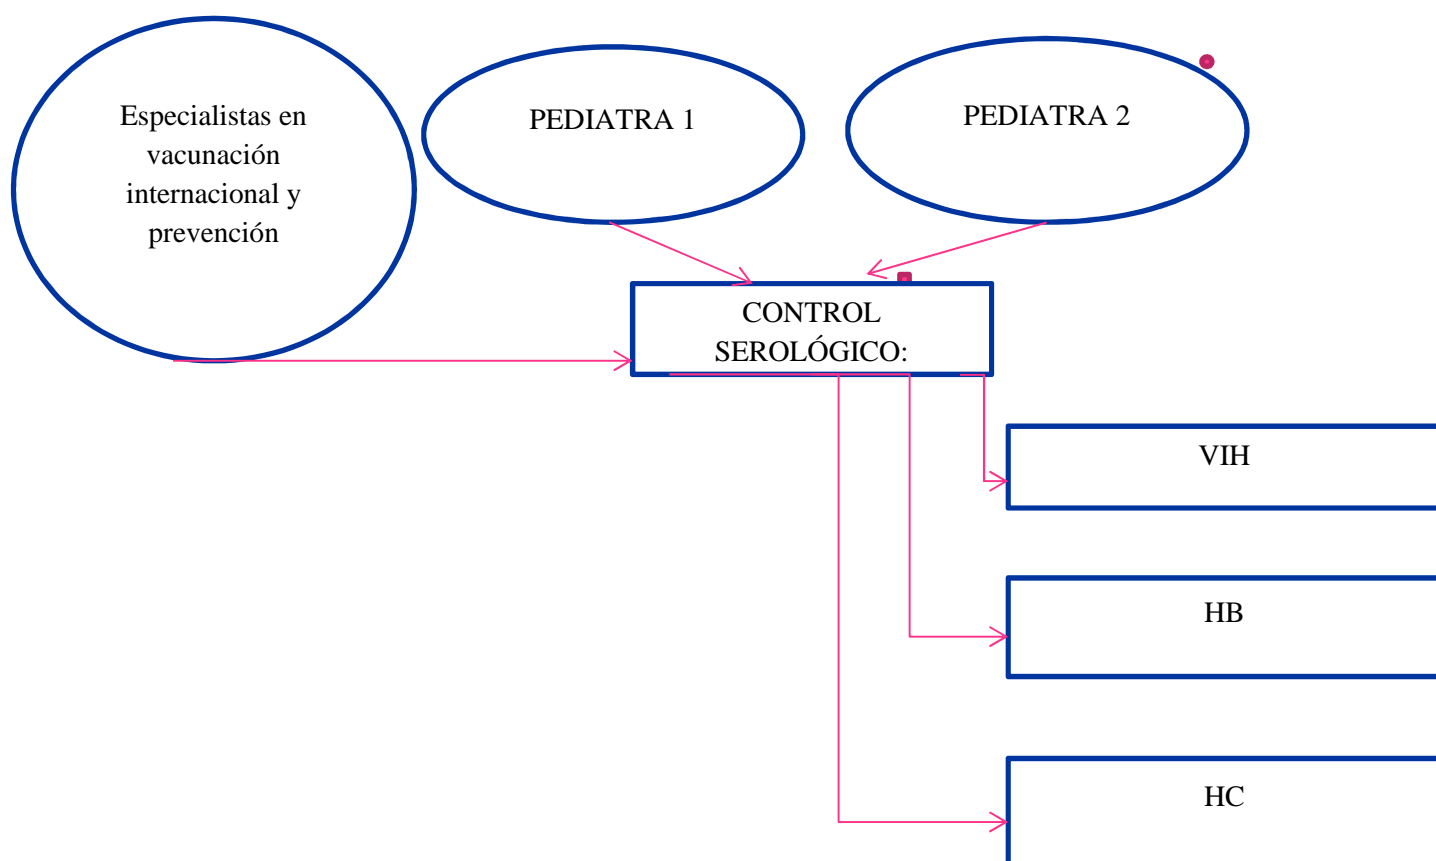 Especialistas en
vacunación
internacional y
prevención
PEDIATRA 1
PEDIATRA 2
CONTROL
SEROLÓGICO:
VIH
HB
HC